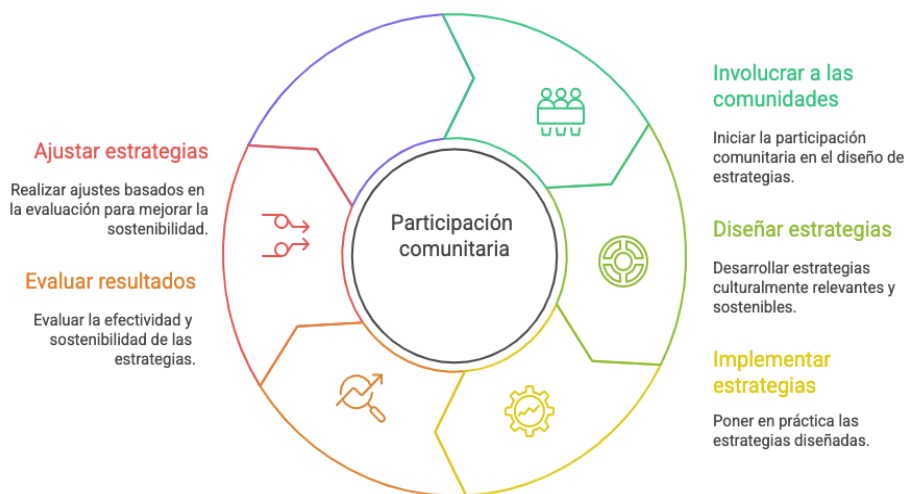 Involucrar a las
comunidades
Iniciar la participación
comunitaria en el diseño de
estrategias.
Diseñar estrategias
Desarrollar estrategias
culturalmente relevantes y
sostenibles.
Implementar
estrategias
Poner en práctica las
estrategias diseñadas.
Evaluar resultados
Evaluar la efectividad y
sostenibilidad de las
estrategias.
Ajustar estrategias
Realizar ajustes basados en
la evaluación para mejorar la
sostenibilidad.
Participación
comunitaria